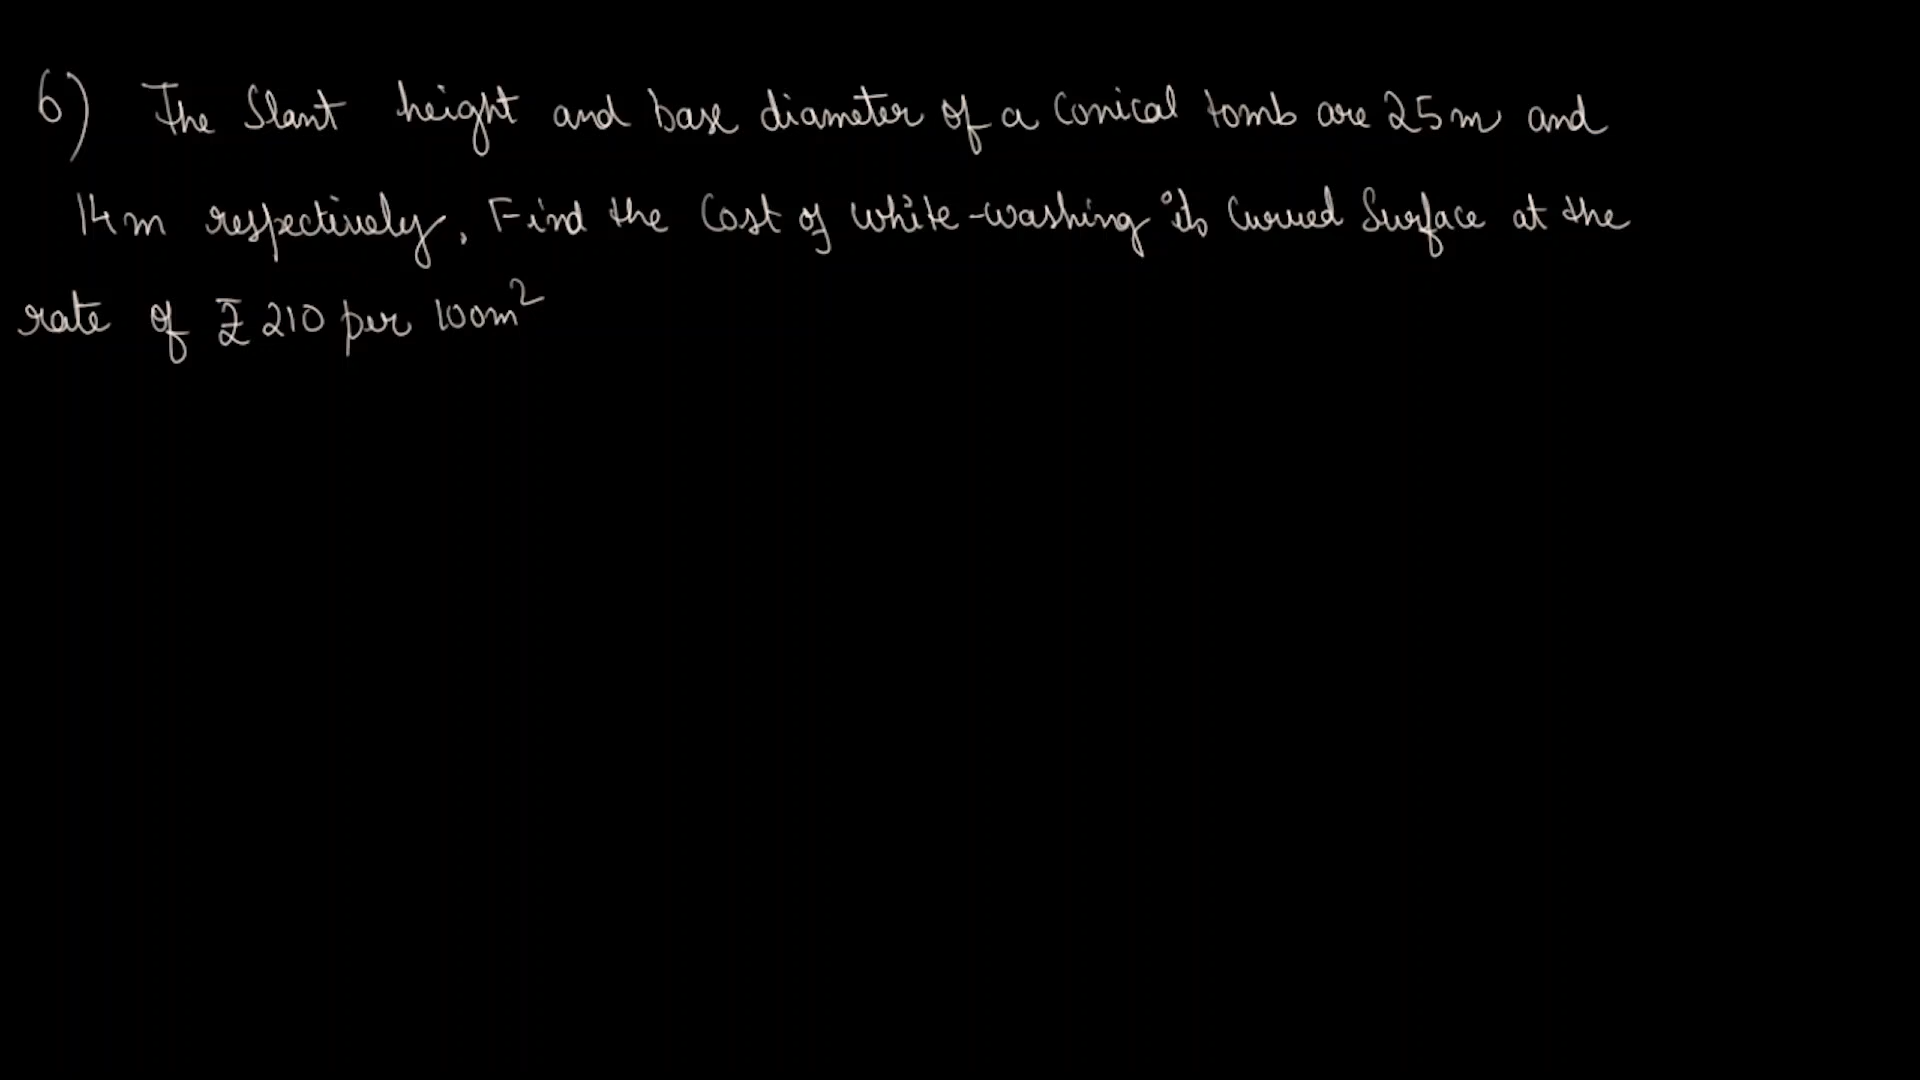 6) The Slant height and base diameter of a Conical tomb are 25m and
14m respectively. Find the Cost of white-washing its Curved Surface at the
rate of ₹ 210 per 100m²